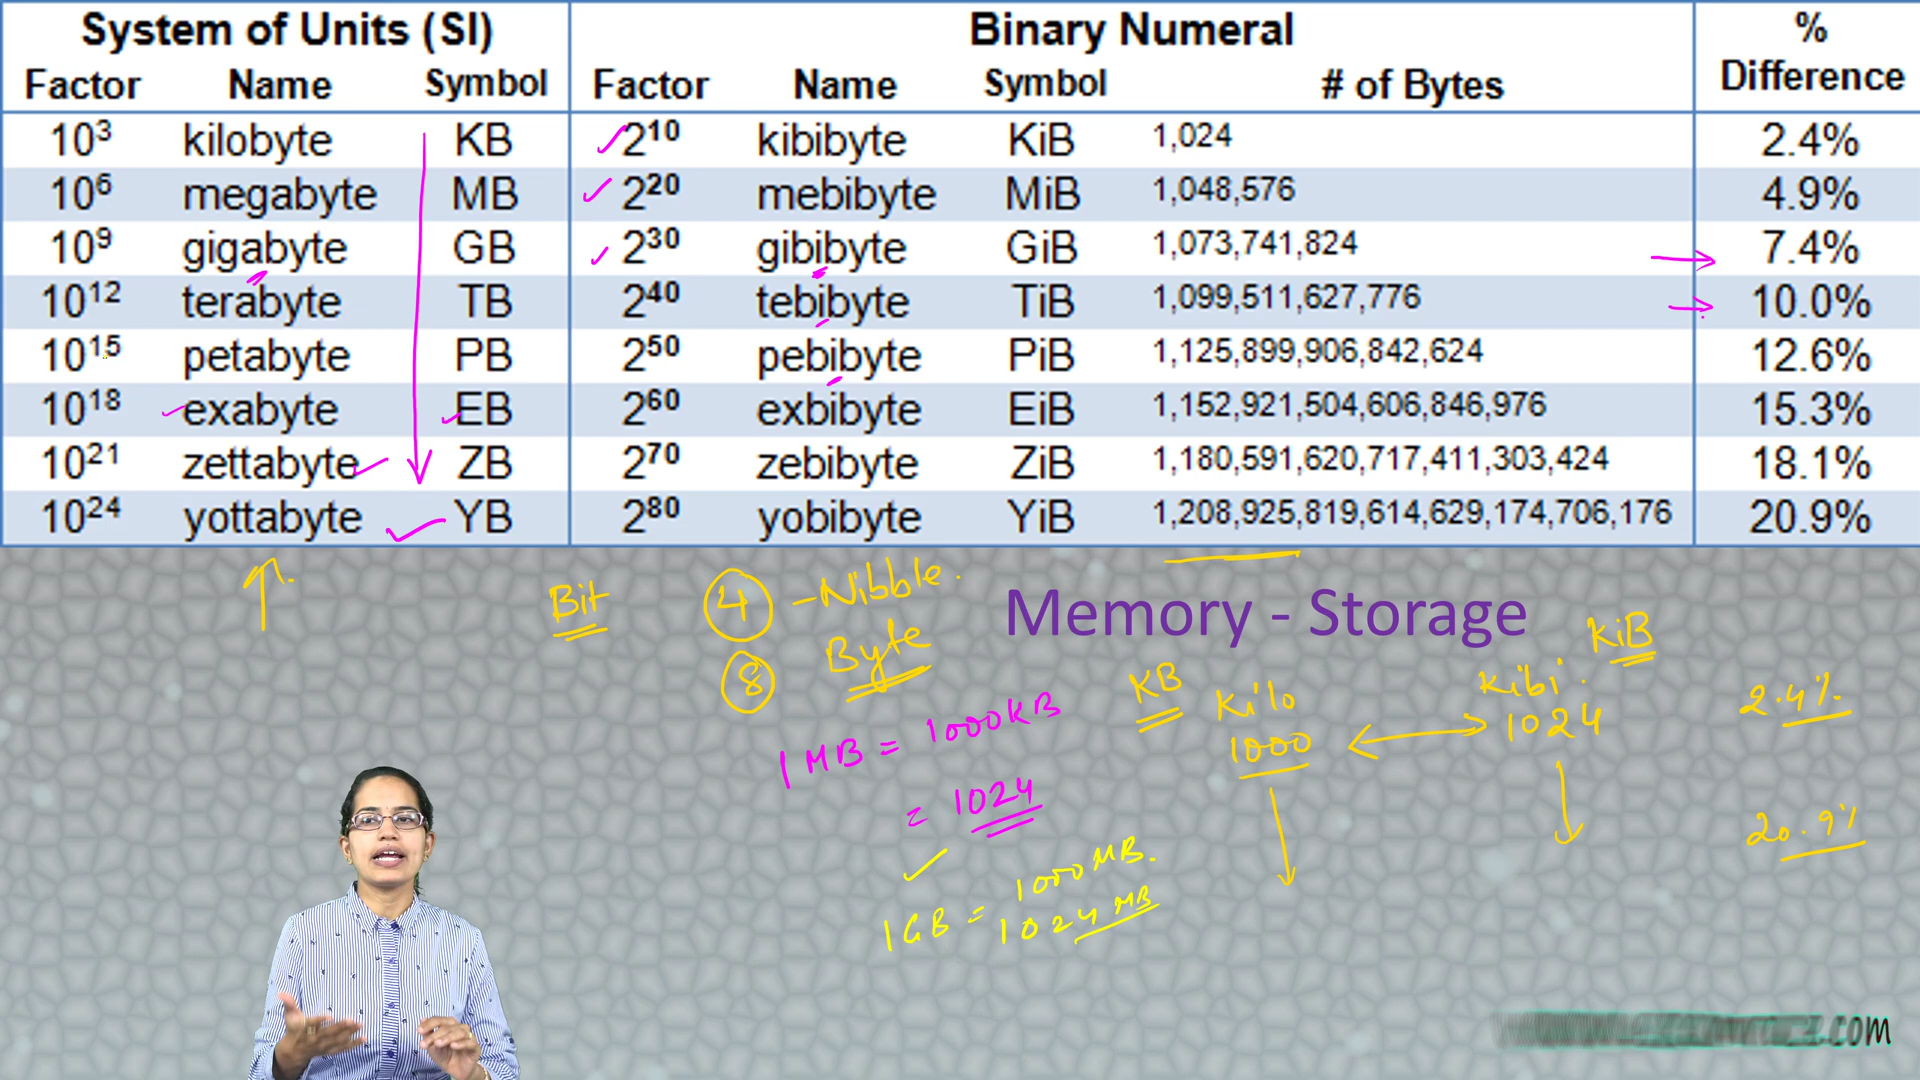 System of Units (SI) Binary Numeral % Difference
Factor Name Symbol Factor Name Symbol # of Bytes
10³ kilobyte KB 2¹⁰ kibibyte KiB 1,024 2.4%
10⁶ megabyte MB 2²⁰ mebibyte MiB 1,048,576 4.9%
10⁹ gigabyte GB 2³⁰ gibibyte GiB 1,073,741,824 7.4%
10¹² terabyte TB 2⁴⁰ tebibyte TiB 1,099,511,627,776 10.0%
10¹⁵ petabyte PB 2⁵⁰ pebibyte PiB 1,125,899,906,842,624 12.6%
10¹⁸ exabyte EB 2⁶⁰ exbibyte EiB 1,152,921,504,606,846,976 15.3%
10²¹ zettabyte ZB 2⁷⁰ zebibyte ZiB 1,180,591,620,717,411,303,424 18.1%
10²⁴ yottabyte YB 2⁸⁰ yobibyte YiB 1,208,925,819,614,629,174,706,176 20.9%
Bit
4 - Nibble.
8 Byte
Memory - Storage
KB Kilo
1000
Kibi. KiB
1024
2.4%
20.9%
1 MB = 1000KB
= 1024
1 GB = 1000 MB.
1024 MB
.com